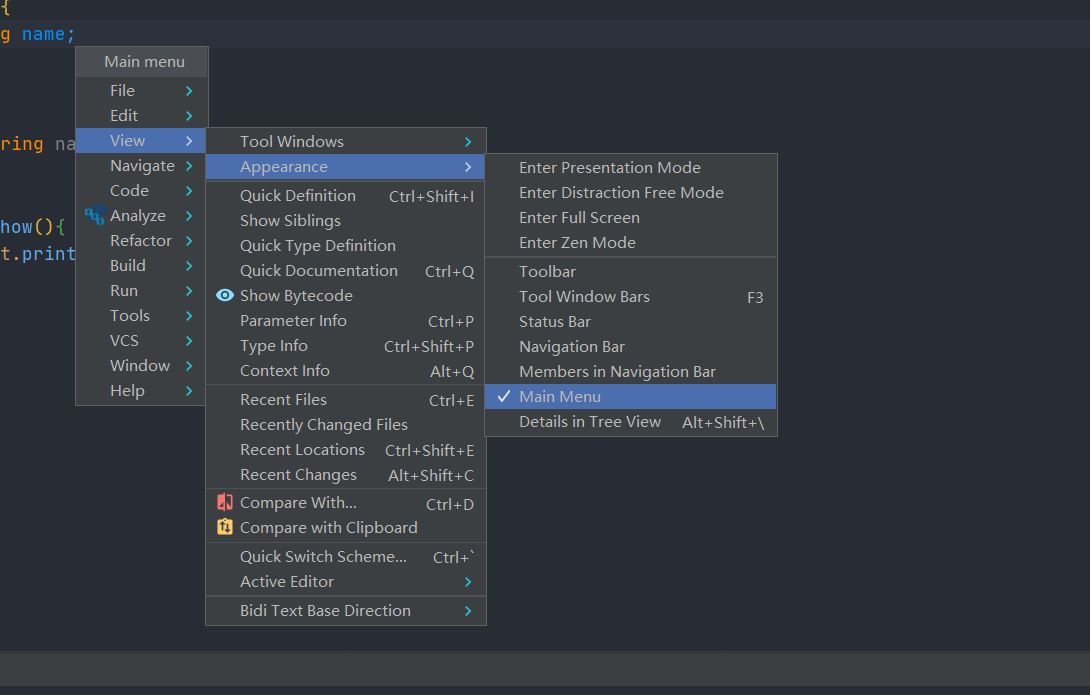 {
g name;
Main menu
File
Edit
View
Navigate
Code
Analyze
Refactor
Build
Run
Tools
VCS
Window
Help
ring na
how(){
t.print
Tool Windows
Appearance
Quick Definition Ctrl+Shift+I
Show Siblings
Quick Type Definition
Quick Documentation Ctrl+Q
Show Bytecode
Parameter Info Ctrl+P
Type Info Ctrl+Shift+P
Context Info Alt+Q
Recent Files Ctrl+E
Recently Changed Files
Recent Locations Ctrl+Shift+E
Recent Changes Alt+Shift+C
Compare With... Ctrl+D
Compare with Clipboard
Quick Switch Scheme... Ctrl+`
Active Editor
Bidi Text Base Direction
Enter Presentation Mode
Enter Distraction Free Mode
Enter Full Screen
Enter Zen Mode
Toolbar
Tool Window Bars F3
Status Bar
Navigation Bar
Members in Navigation Bar
Main Menu
Details in Tree View Alt+Shift+\